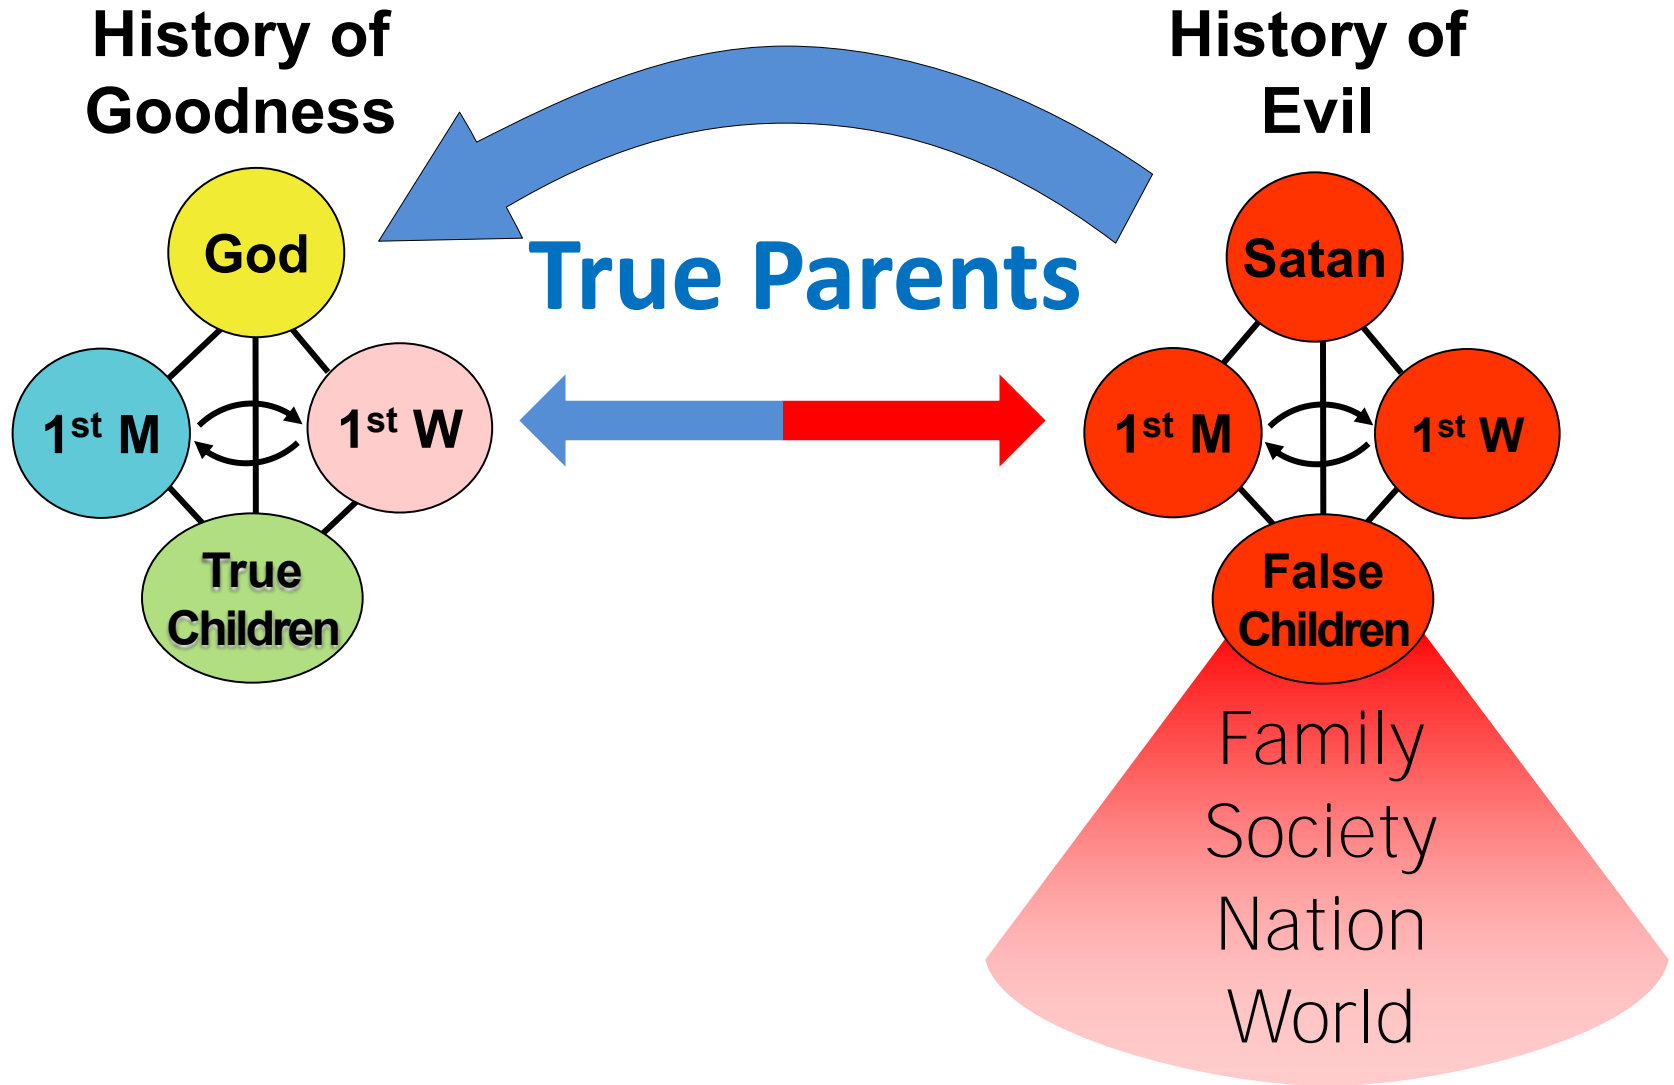 History of
Goodness
God
1st M
1st W
True
Children
True Parents
History of
Evil
Satan
1st M
1st W
False
Children
Family
Society
Nation
World